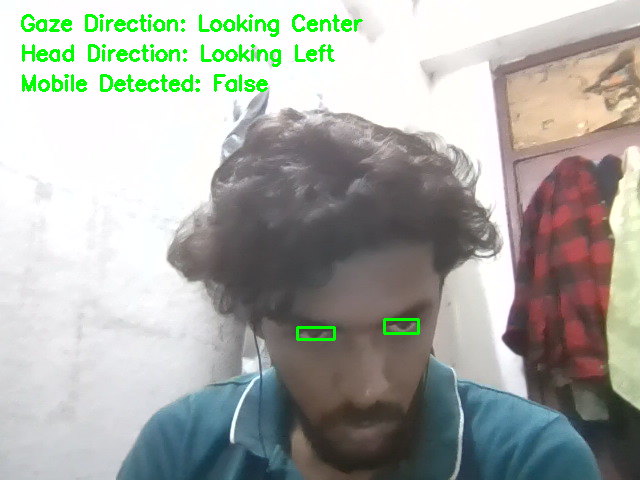 Gaze Direction: Looking Center
Head Direction: Looking Left
Mobile Detected: False